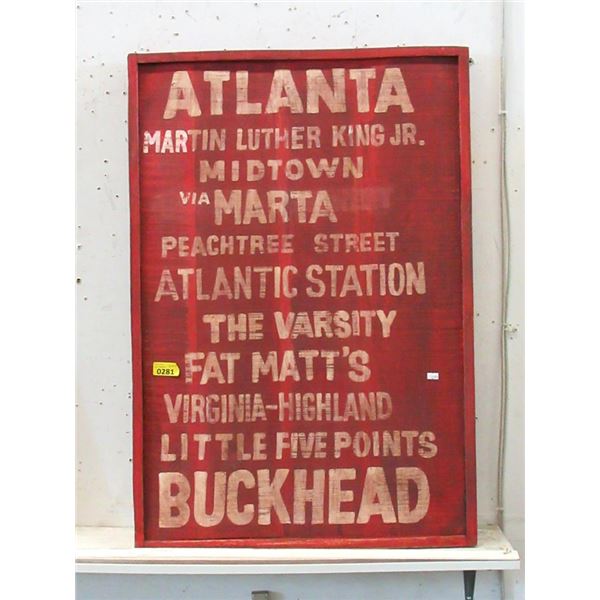 ATLANTA
MARTIN LUTHER KING JR.
MIDTOWN
VIA MARTA
PEACHTREE STREET
ATLANTIC STATION
THE VARSITY
FAT MATT'S
VIRGINIA-HIGHLAND
LITTLE FIVE POINTS
BUCKHEAD
0281